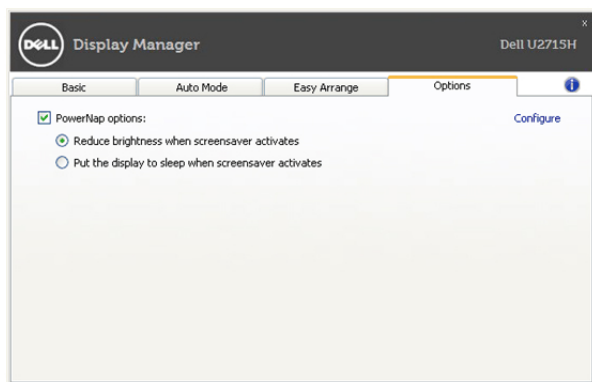 DELL Display Manager Dell U2715H
x
Basic Auto Mode Easy Arrange Options i
PowerNap options: Configure
Reduce brightness when screensaver activates
Put the display to sleep when screensaver activates